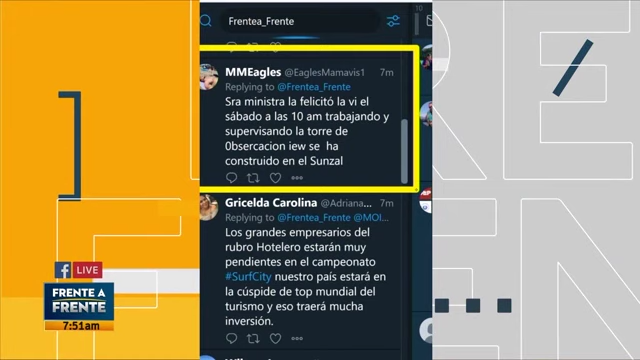 Frentea_Frente
10
MMEagles @EaglesMamavis1 7m
Replying to @Frentea_Frente
Sra ministra la felicitó la vi el
sábado a las 10 am trabajando y
supervisando la torre de
0bsercacion iew se ha
construido en el Sunzal
Gricelda Carolina @Adriana... 7m
Replying to @Frentea_Frente @MOI...
Los grandes empresarios del
rubro Hotelero estarán muy
pendientes en el campeonato
#SurfCity nuestro país estará en
la cúspide de top mundial del
turismo y eso traerá mucha
inversión.
LIVE
FRENTE A
FRENTE
7:51am